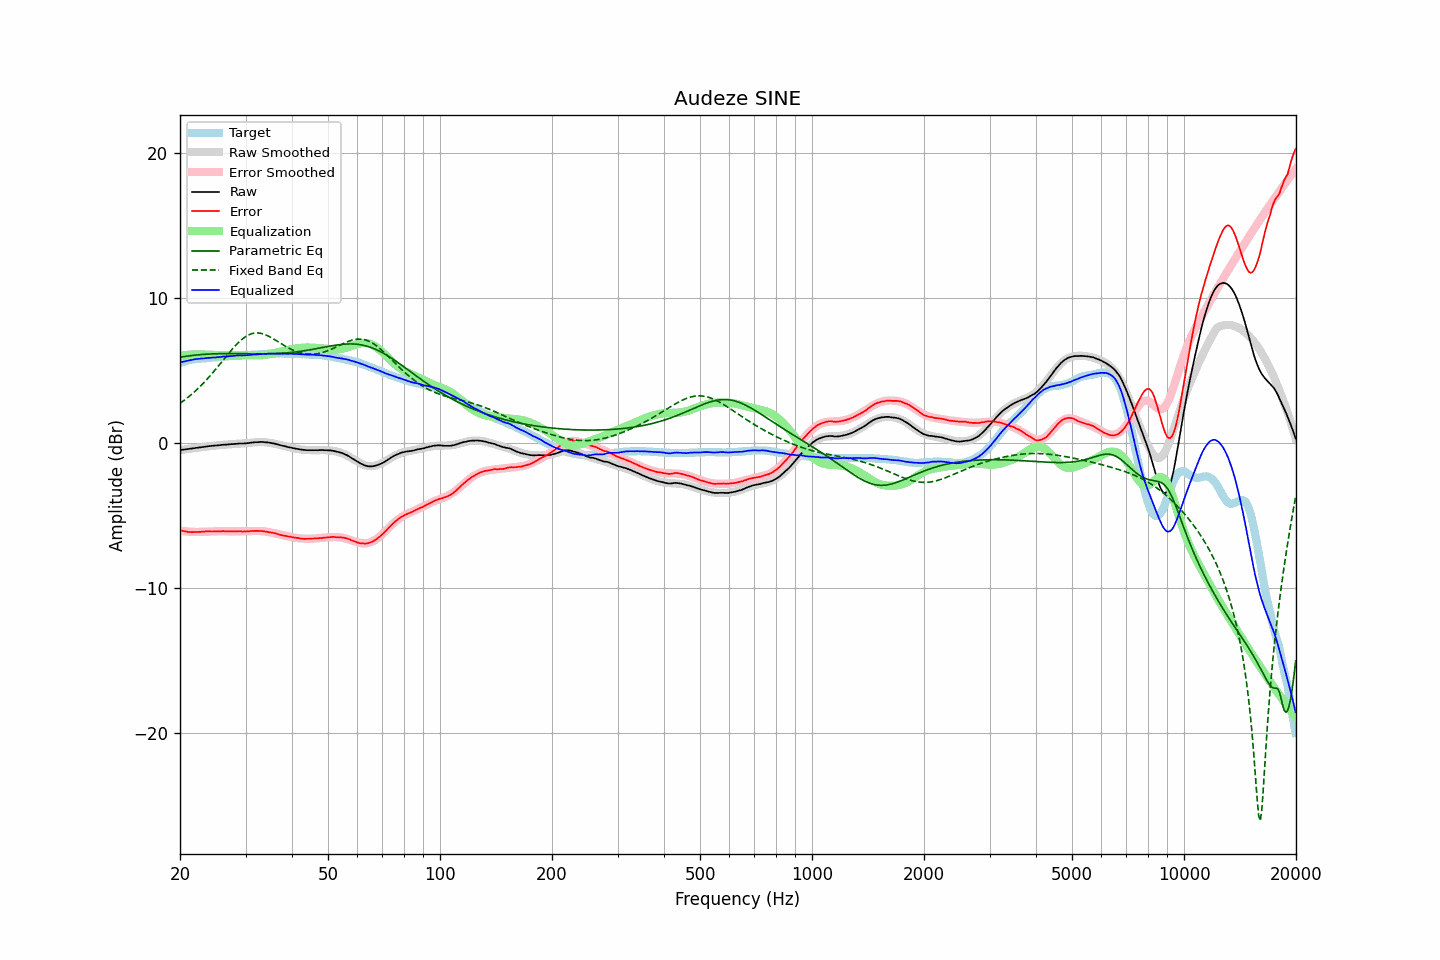 Audeze SINE
Target
Raw Smoothed
Error Smoothed
Raw
Error
Equalization
Parametric Eq
Fixed Band Eq
Equalized
20
10
0
−10
−20
Amplitude (dBr)
20 50 100 200 500 1000 2000 5000 10000 20000
Frequency (Hz)